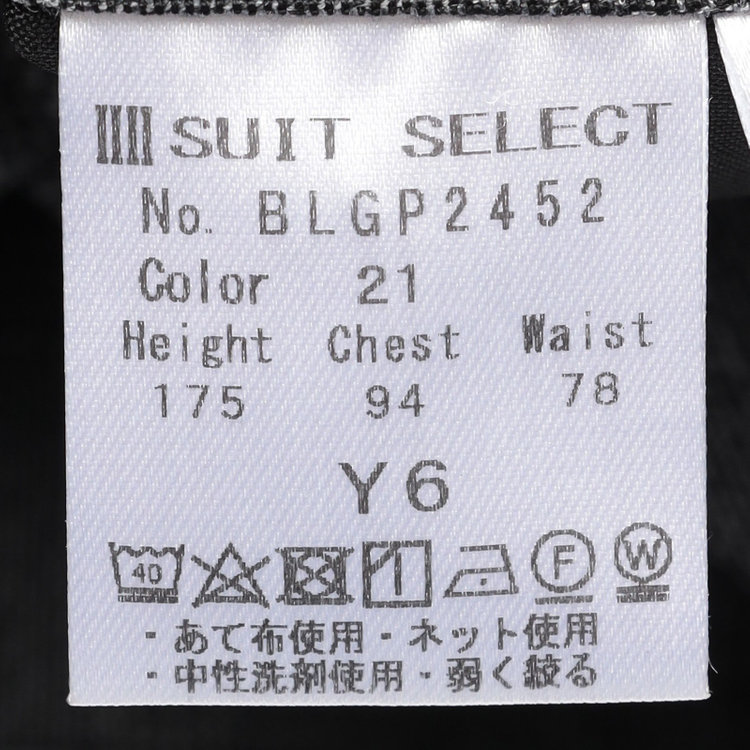 SUIT SELECT
No. BLGP2452
Color 21
Height Chest Waist
175 94 78
Y6
40 F W
・あて布使用・ネット使用
・中性洗剤使用・弱く絞る